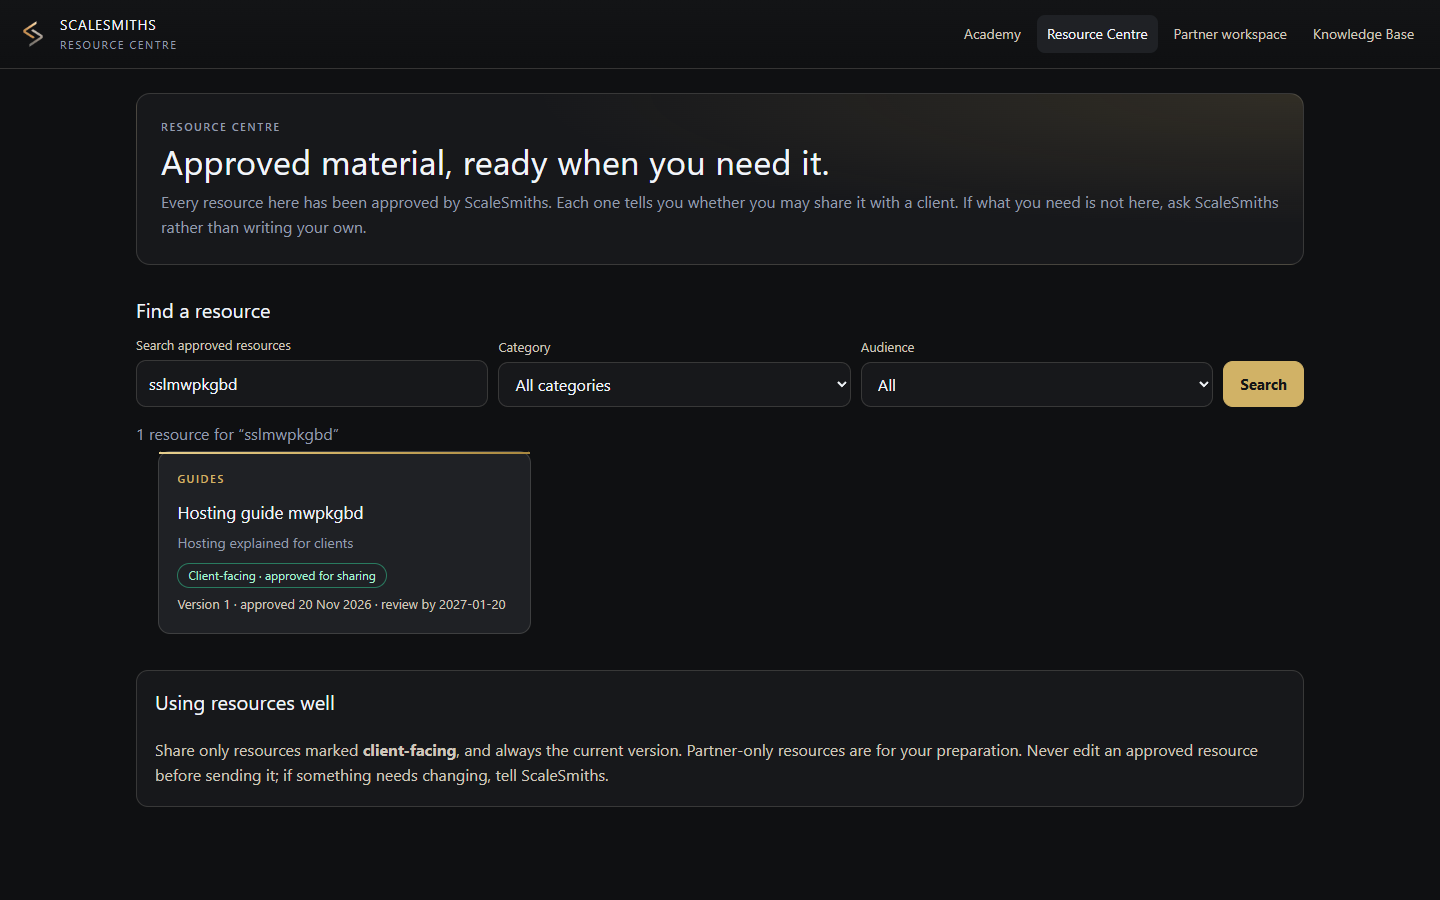 SCALESMITHS
RESOURCE CENTRE
Academy
Resource Centre
Partner workspace
Knowledge Base
RESOURCE CENTRE
Approved material, ready when you need it.
Every resource here has been approved by ScaleSmiths. Each one tells you whether you may share it with a client. If what you need is not here, ask ScaleSmiths
rather than writing your own.
Find a resource
Search approved resources
Category
Audience
sslmwpkgbd
All categories
All
Search
1 resource for “sslmwpkgbd”
GUIDES
Hosting guide mwpkgbd
Hosting explained for clients
Client-facing · approved for sharing
Version 1 · approved 20 Nov 2026 · review by 2027-01-20
Using resources well
Share only resources marked client-facing, and always the current version. Partner-only resources are for your preparation. Never edit an approved resource
before sending it; if something needs changing, tell ScaleSmiths.